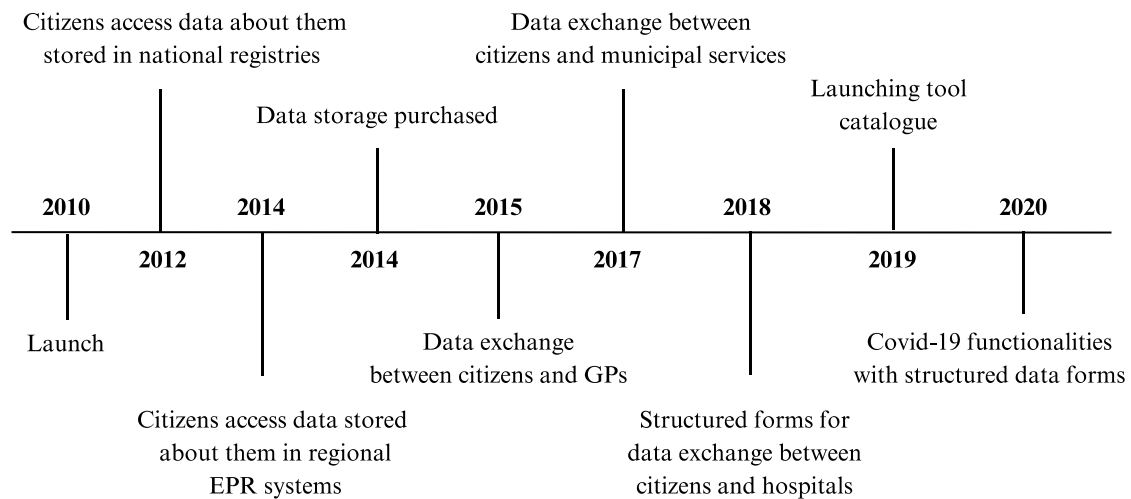 Citizens access data about them
stored in national registries
Data exchange between
citizens and municipal services
Launching tool
catalogue
Data storage purchased
2010
2014
2015
2018
2020
2012
2014
2017
2019
Launch
Data exchange
between citizens and GPs
Covid-19 functionalities
with structured data forms
Citizens access data stored
about them in regional
EPR systems
Structured forms for
data exchange between
citizens and hospitals